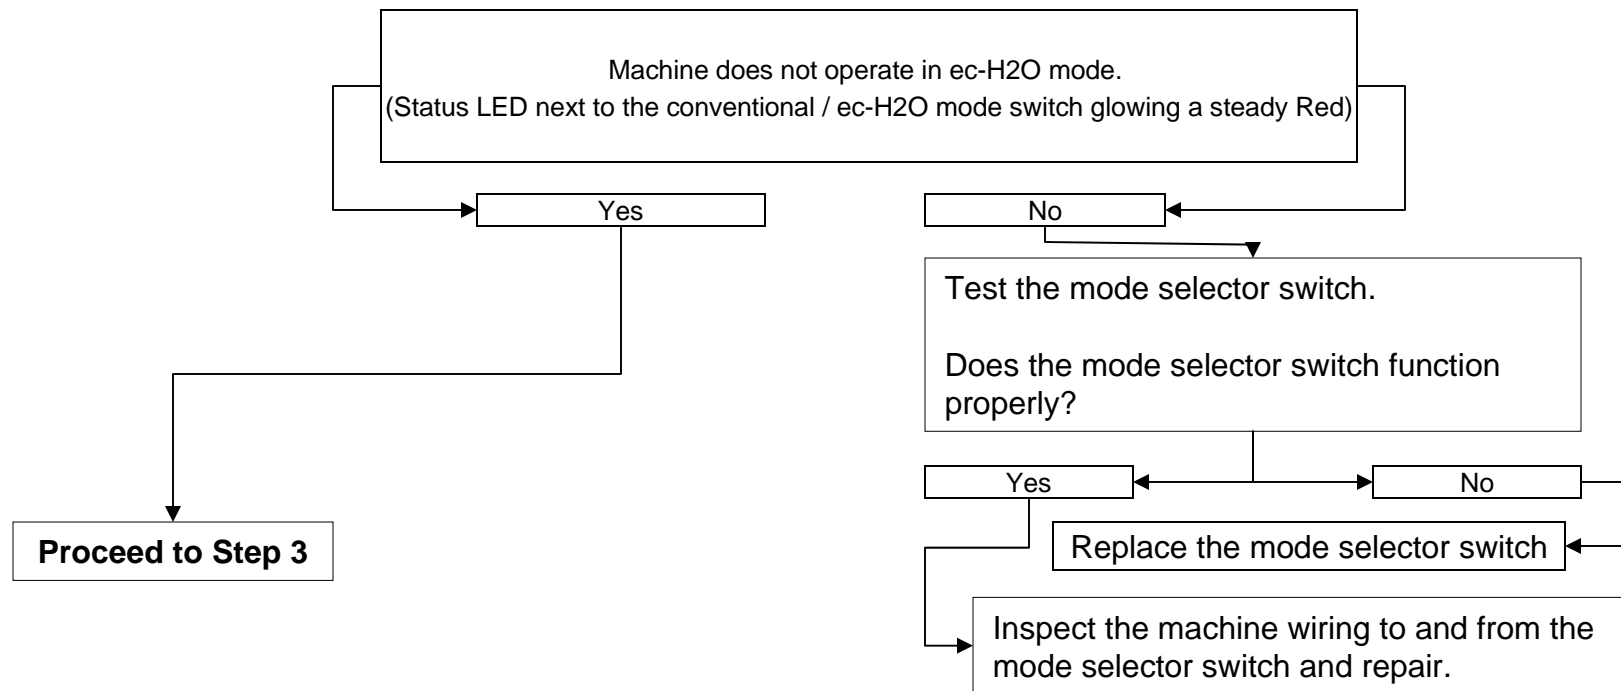 Machine does not operate in ec-H2O mode.
(Status LED next to the conventional / ec-H2O mode switch glowing a steady Red)
Yes
No
Test the mode selector switch.
Does the mode selector switch function
properly?
Yes
No
Proceed to Step 3
Replace the mode selector switch
Inspect the machine wiring to and from the
mode selector switch and repair.